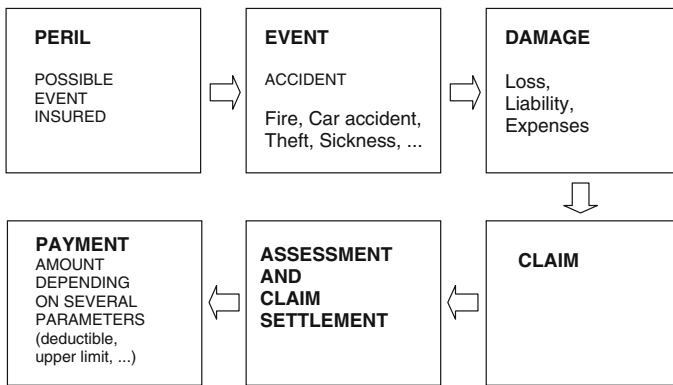 PERIL
POSSIBLE
EVENT
INSURED
EVENT
ACCIDENT
Fire, Car accident,
Theft, Sickness, ...
DAMAGE
Loss,
Liability,
Expenses
CLAIM
ASSESSMENT
AND
CLAIM
SETTLEMENT
PAYMENT
AMOUNT
DEPENDING
ON SEVERAL
PARAMETERS
(deductible,
upper limit, ...)